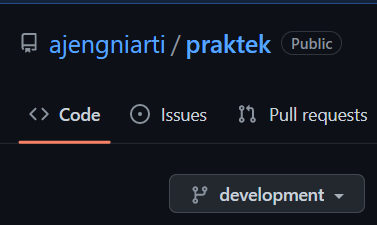 ajengniarti / praktek Public
Code Issues Pull requests
development